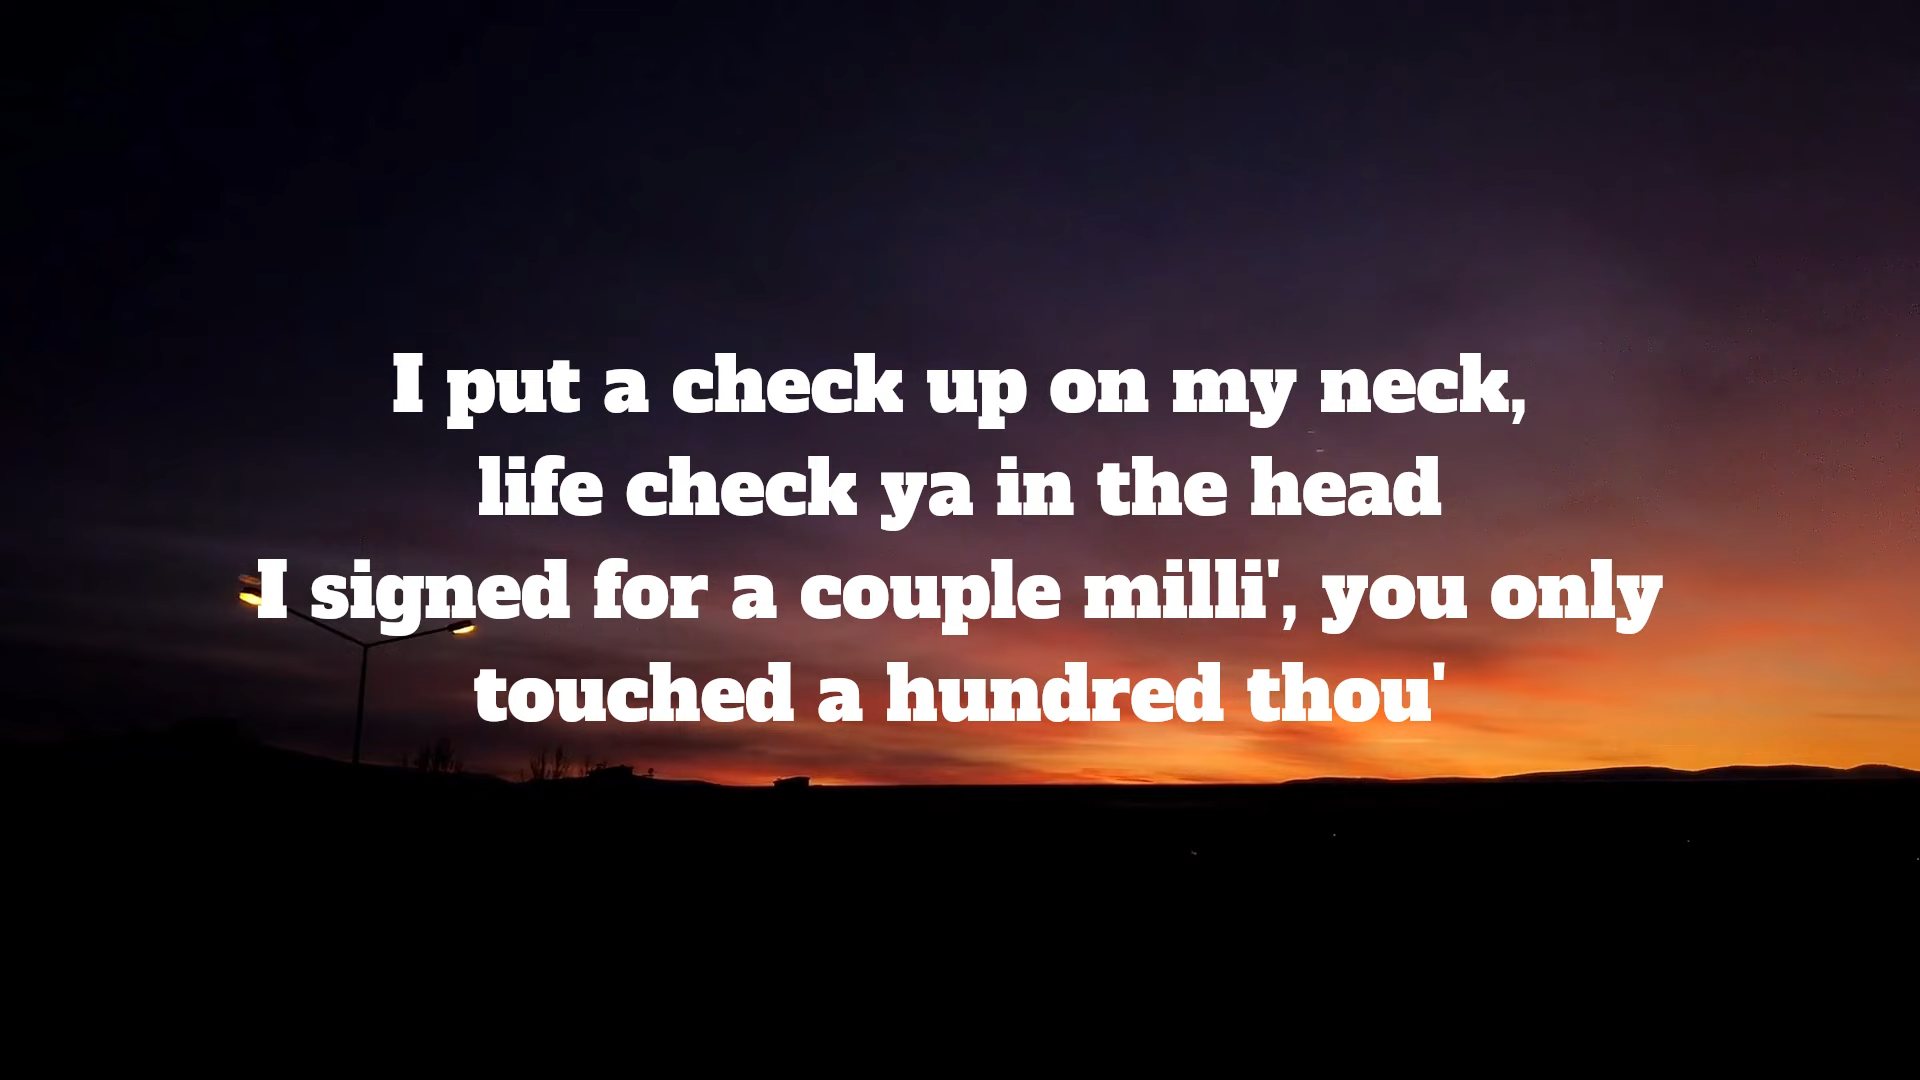 I put a check up on my neck,
life check ya in the head
I signed for a couple milli', you only
touched a hundred thou'